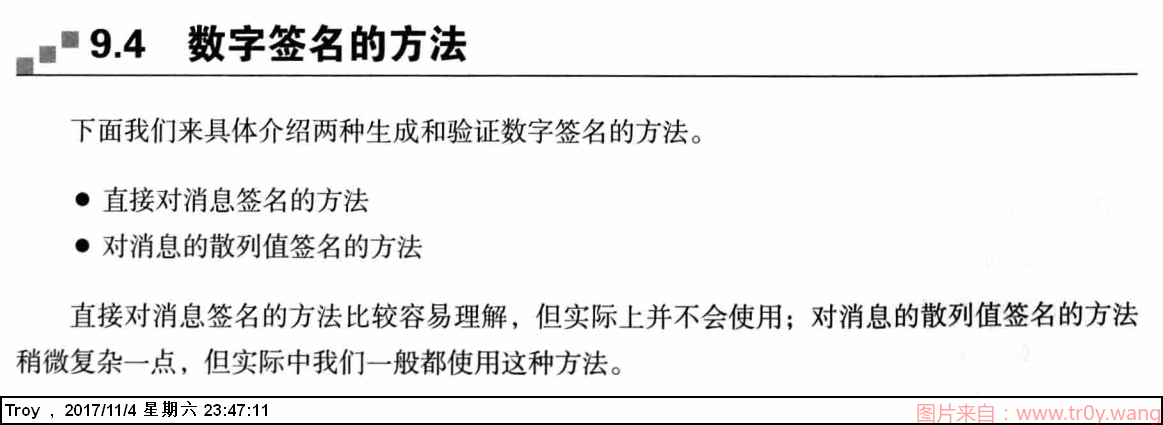 9.4 数字签名的方法
下面我们来具体介绍两种生成和验证数字签名的方法。
● 直接对消息签名的方法
● 对消息的散列值签名的方法
直接对消息签名的方法比较容易理解，但实际上并不会使用；对消息的散列值签名的方法
稍微复杂一点，但实际中我们一般都使用这种方法。
Troy , 2017/11/4 星期六 23:47:11
图片来自：www.tr0y.wang